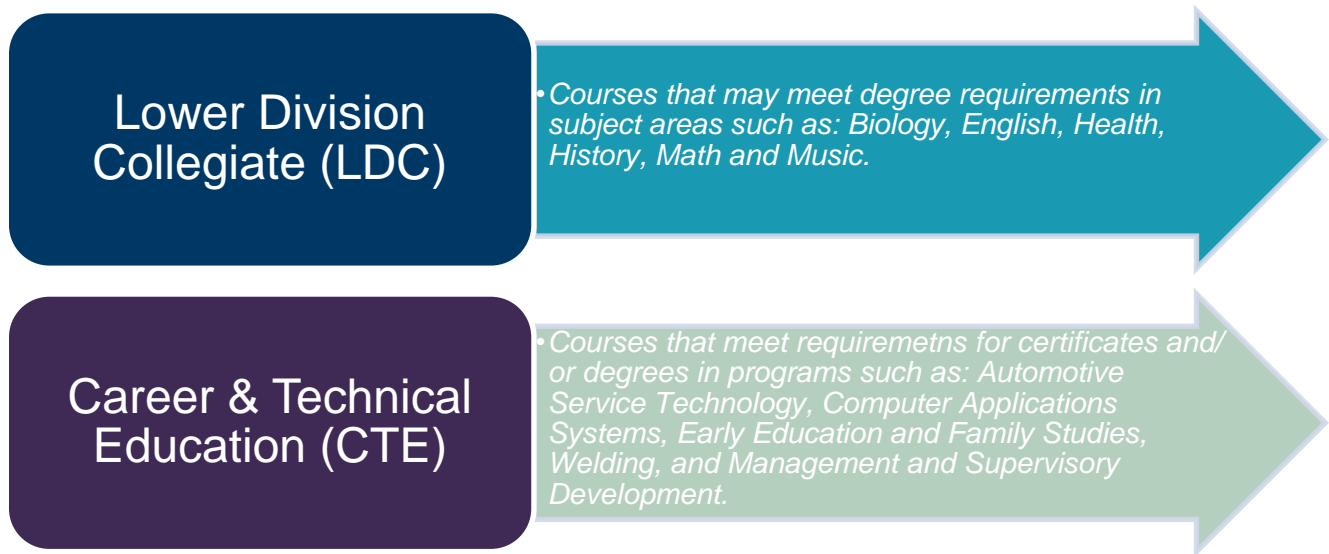 Lower Division
Collegiate (LDC)
•Courses that may meet degree requirements in
subject areas such as: Biology, English, Health,
History, Math and Music.
Career & Technical
Education (CTE)
•Courses that meet requiremetns for certificates and/
or degrees in programs such as: Automotive
Service Technology, Computer Applications
Systems, Early Education and Family Studies,
Welding, and Management and Supervisory
Development.